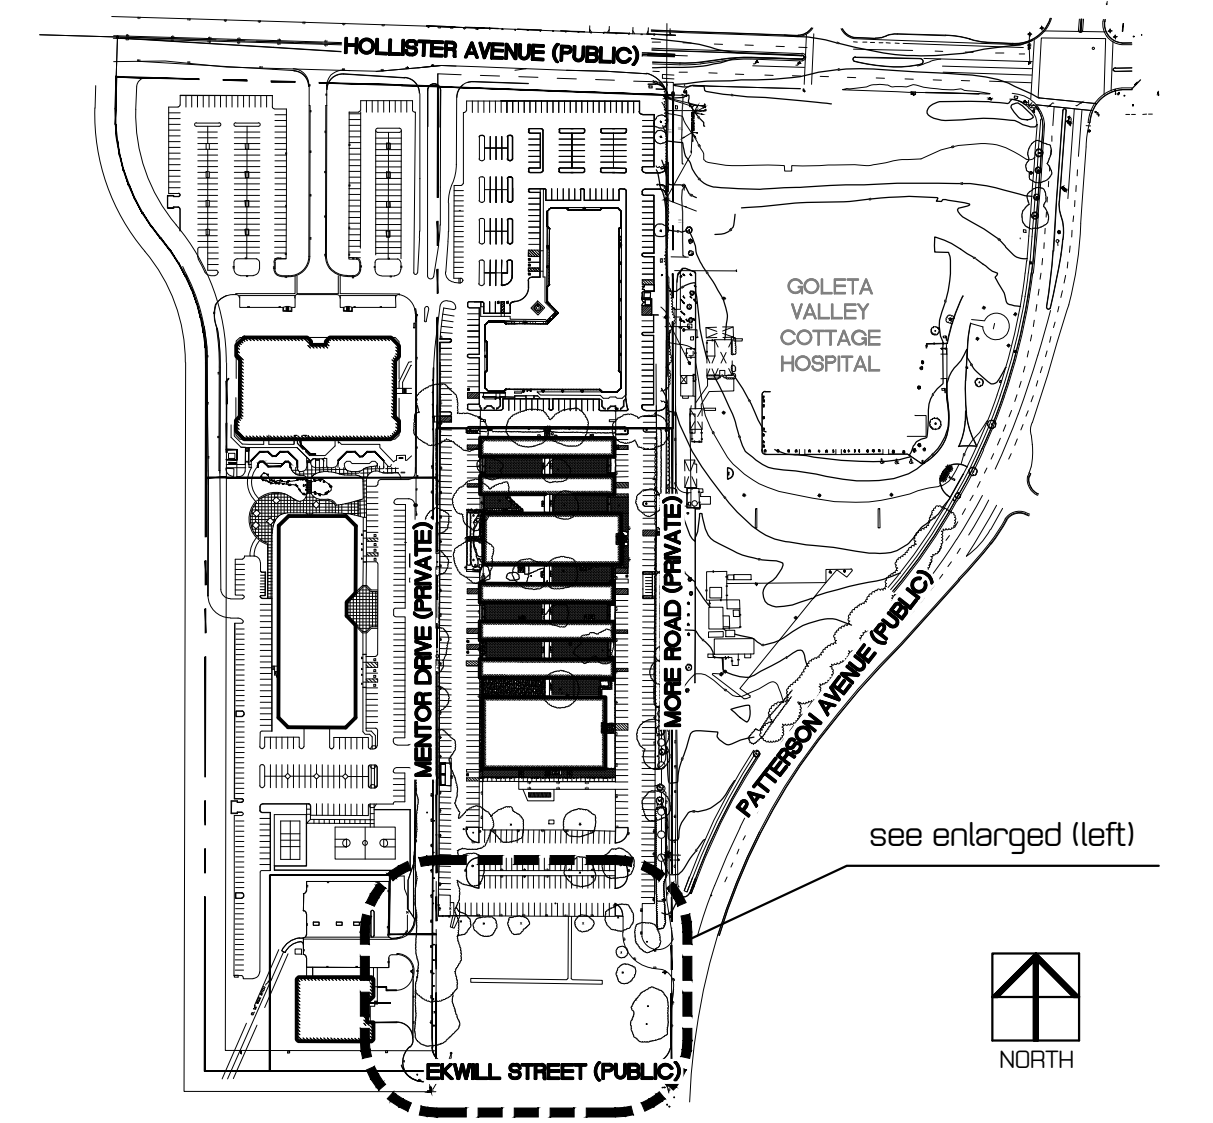 HOLLISTER AVENUE (PUBLIC)
GOLETA
VALLEY
COTTAGE
HOSPITAL
MENTOR DRIVE (PRIVATE)
MORE ROAD (PRIVATE)
PATTERSON AVENUE (PUBLIC)
see enlarged (left)
NORTH
EKWILL STREET (PUBLIC)